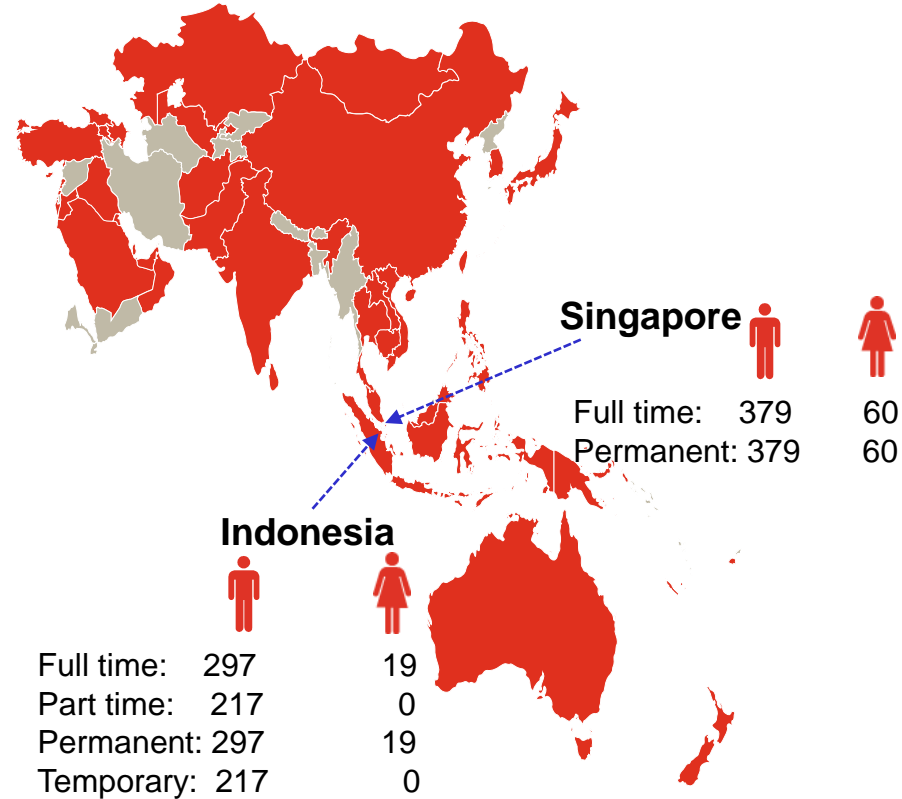 Singapore
Full time: 379 60
Permanent: 379 60
Indonesia
Full time: 297 19
Part time: 217 0
Permanent: 297 19
Temporary: 217 0